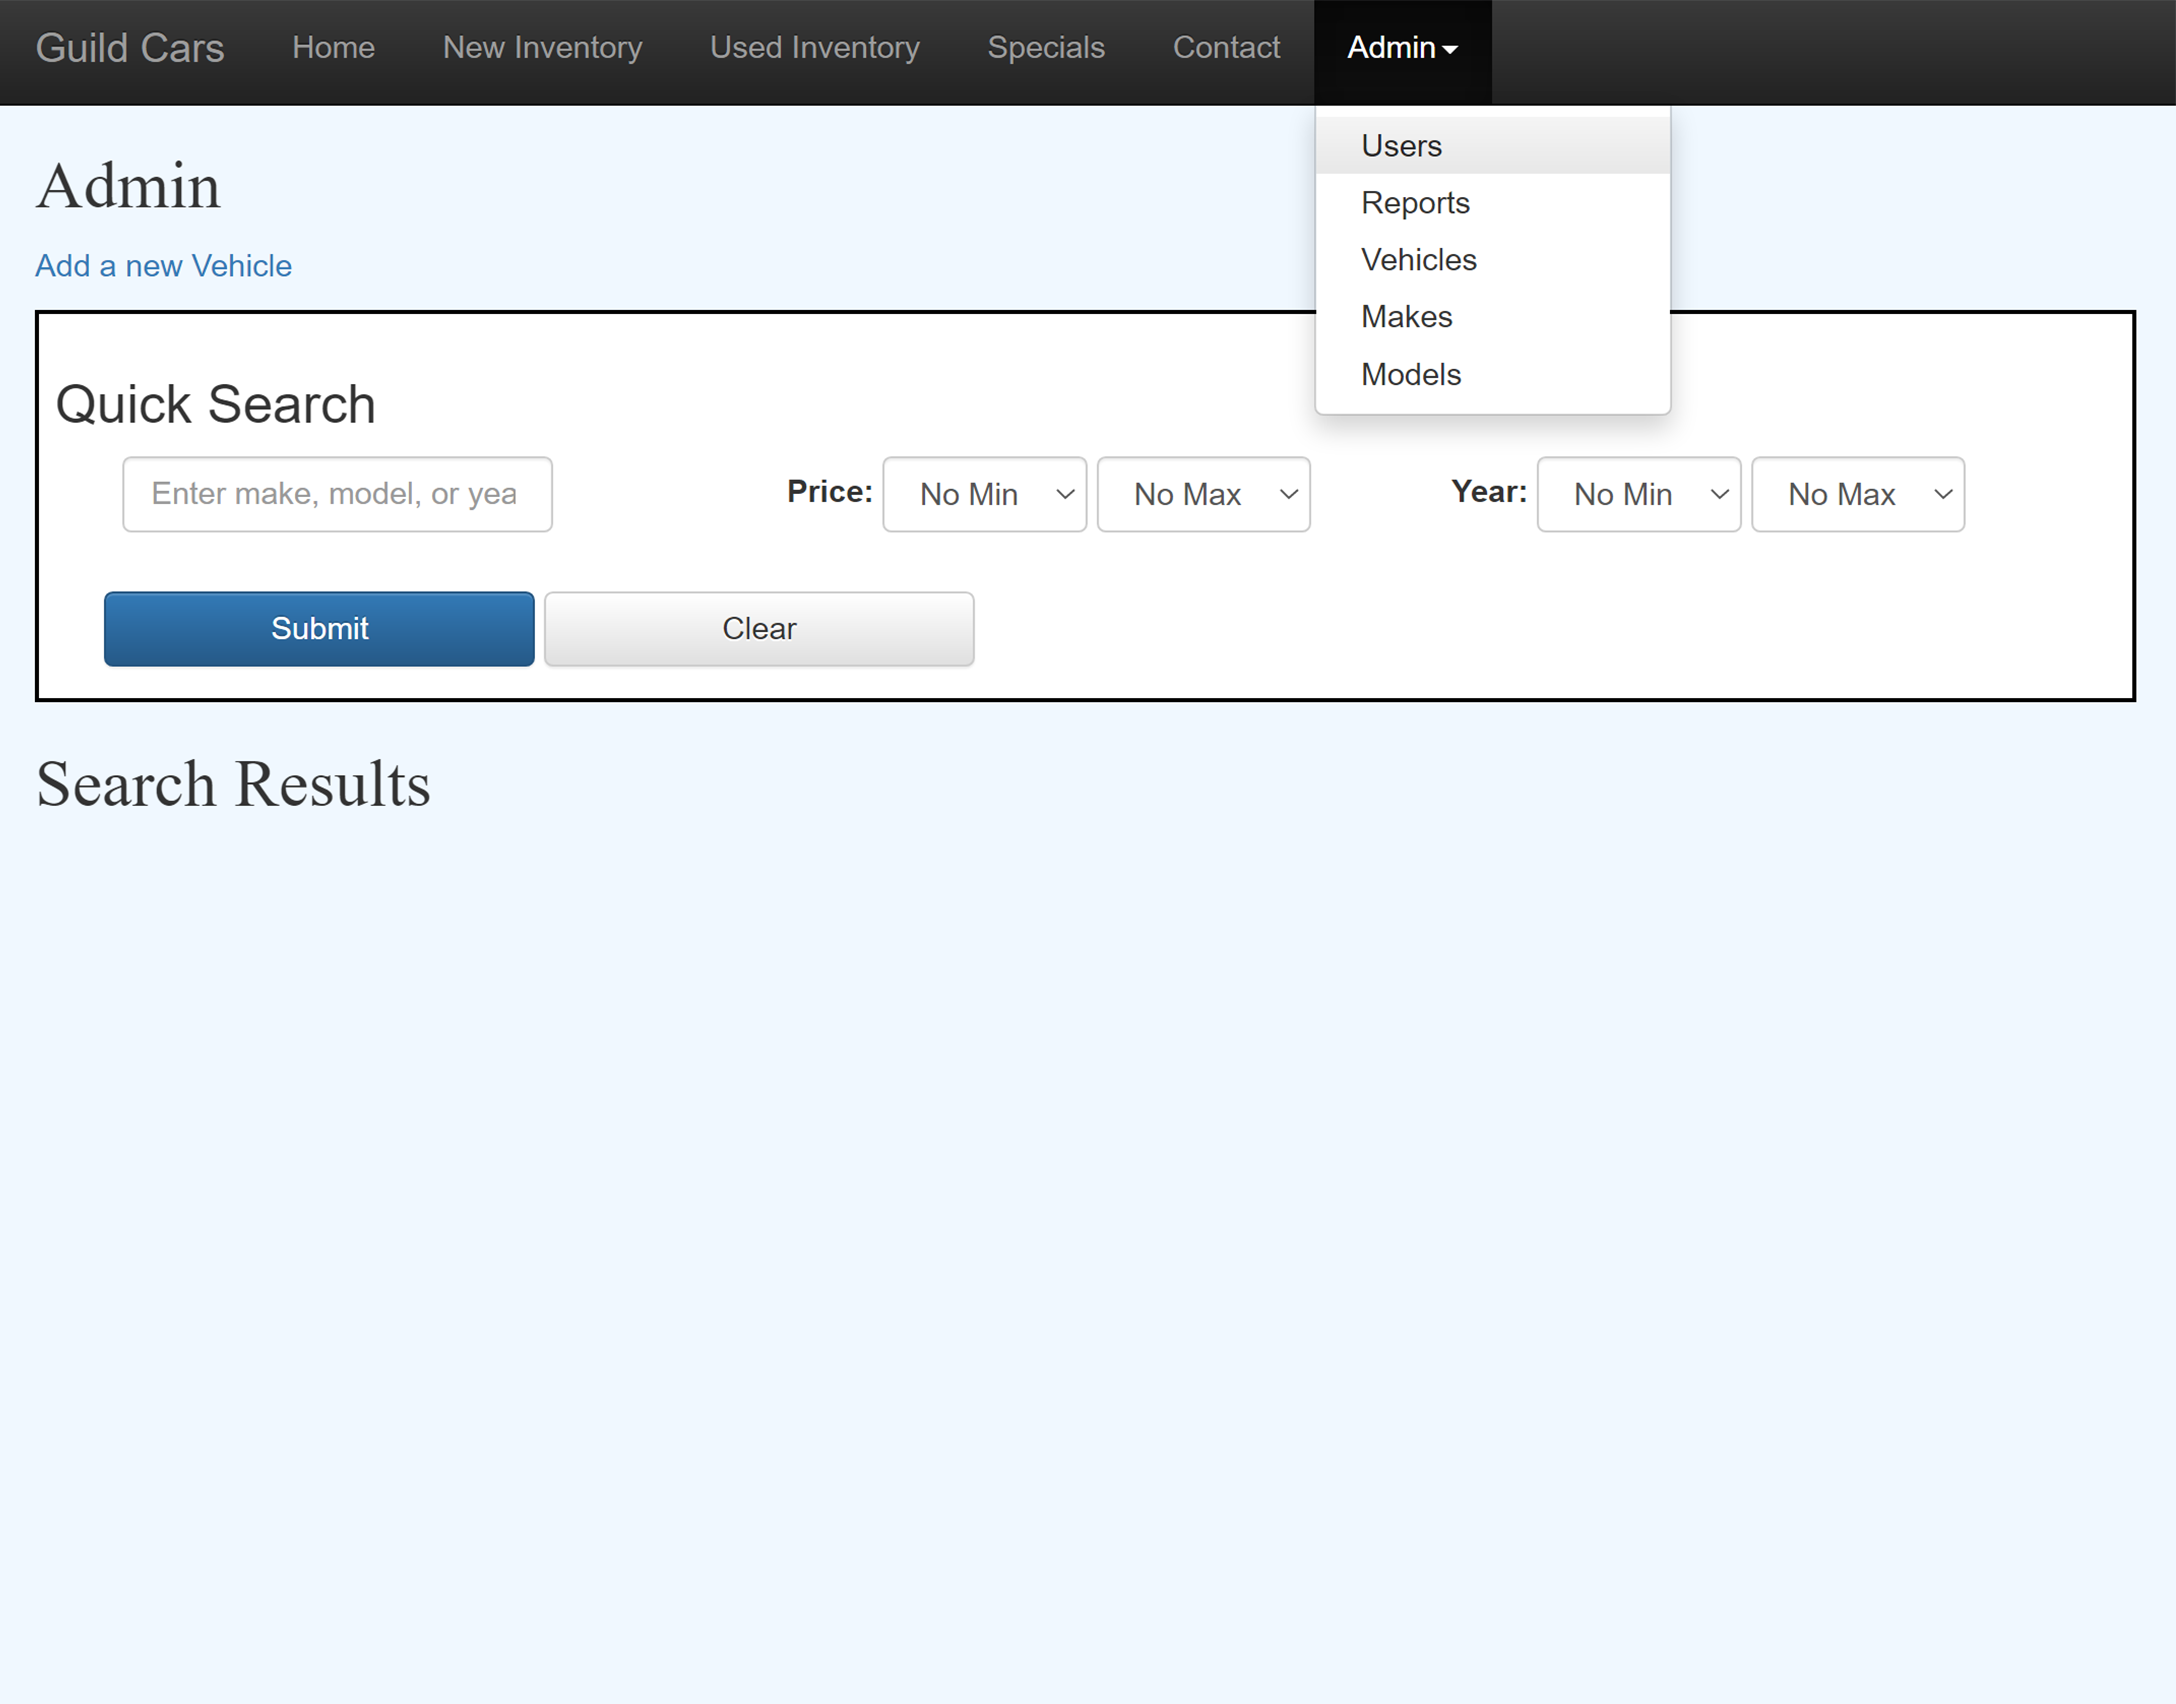 Guild Cars Home New Inventory Used Inventory Specials Contact Admin
Users
Reports
Vehicles
Makes
Models
Admin
Add a new Vehicle
Quick Search
Enter make, model, or yea Price: No Min No Max Year: No Min No Max
Submit Clear
Search Results